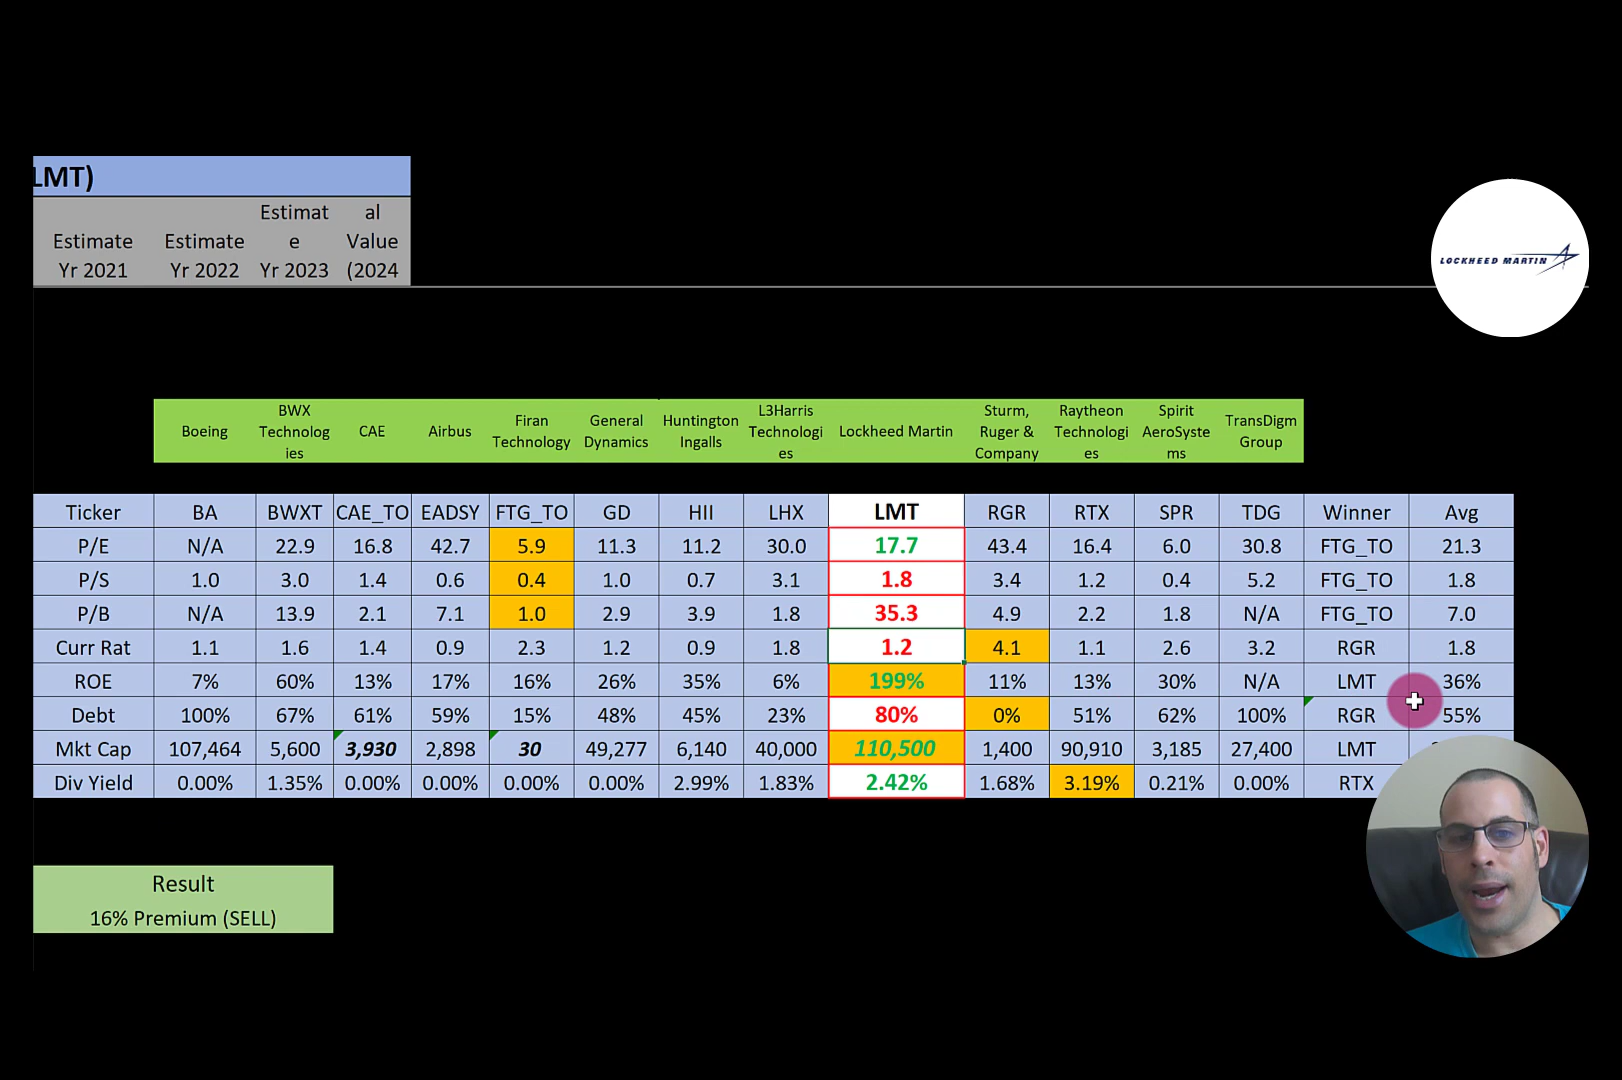 LMT)
Estimate Yr 2021 Estimate Yr 2022 Estimat e Yr 2023 al Value (2024
LOCKHEED MARTIN
Boeing BWX Technolog ies CAE Airbus Firan Technology General Dynamics Huntington Ingalls L3Harris Technologi es Lockheed Martin Sturm, Ruger & Company Raytheon Technologi es Spirit AeroSyste ms TransDigm Group
Ticker BA BWXT CAE_TO EADSY FTG_TO GD HII LHX LMT RGR RTX SPR TDG Winner Avg
P/E N/A 22.9 16.8 42.7 5.9 11.3 11.2 30.0 17.7 43.4 16.4 6.0 30.8 FTG_TO 21.3
P/S 1.0 3.0 1.4 0.6 0.4 1.0 0.7 3.1 1.8 3.4 1.2 0.4 5.2 FTG_TO 1.8
P/B N/A 13.9 2.1 7.1 1.0 2.9 3.9 1.8 35.3 4.9 2.2 1.8 N/A FTG_TO 7.0
Curr Rat 1.1 1.6 1.4 0.9 2.3 1.2 0.9 1.8 1.2 4.1 1.1 2.6 3.2 RGR 1.8
ROE 7% 60% 13% 17% 16% 26% 35% 6% 199% 11% 13% 30% N/A LMT 36%
Debt 100% 67% 61% 59% 15% 48% 45% 23% 80% 0% 51% 62% 100% RGR 55%
Mkt Cap 107,464 5,600 3,930 2,898 30 49,277 6,140 40,000 110,500 1,400 90,910 3,185 27,400 LMT
Div Yield 0.00% 1.35% 0.00% 0.00% 0.00% 0.00% 2.99% 1.83% 2.42% 1.68% 3.19% 0.21% 0.00% RTX
Result
16% Premium (SELL)